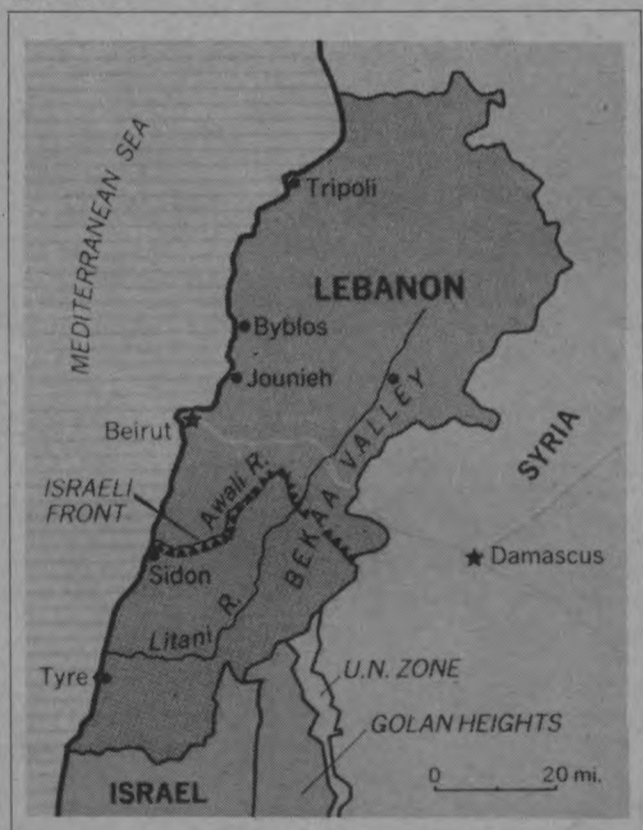 MEDITERRANEAN SEA
Tripoli
LEBANON
Byblos
Jounieh
Beirut
BEKAA VALLEY
SYRIA
Awali R.
ISRAELI
FRONT
Sidon
Damascus
Litani R.
Tyre
U.N. ZONE
GOLAN HEIGHTS
ISRAEL
0 20 mi.